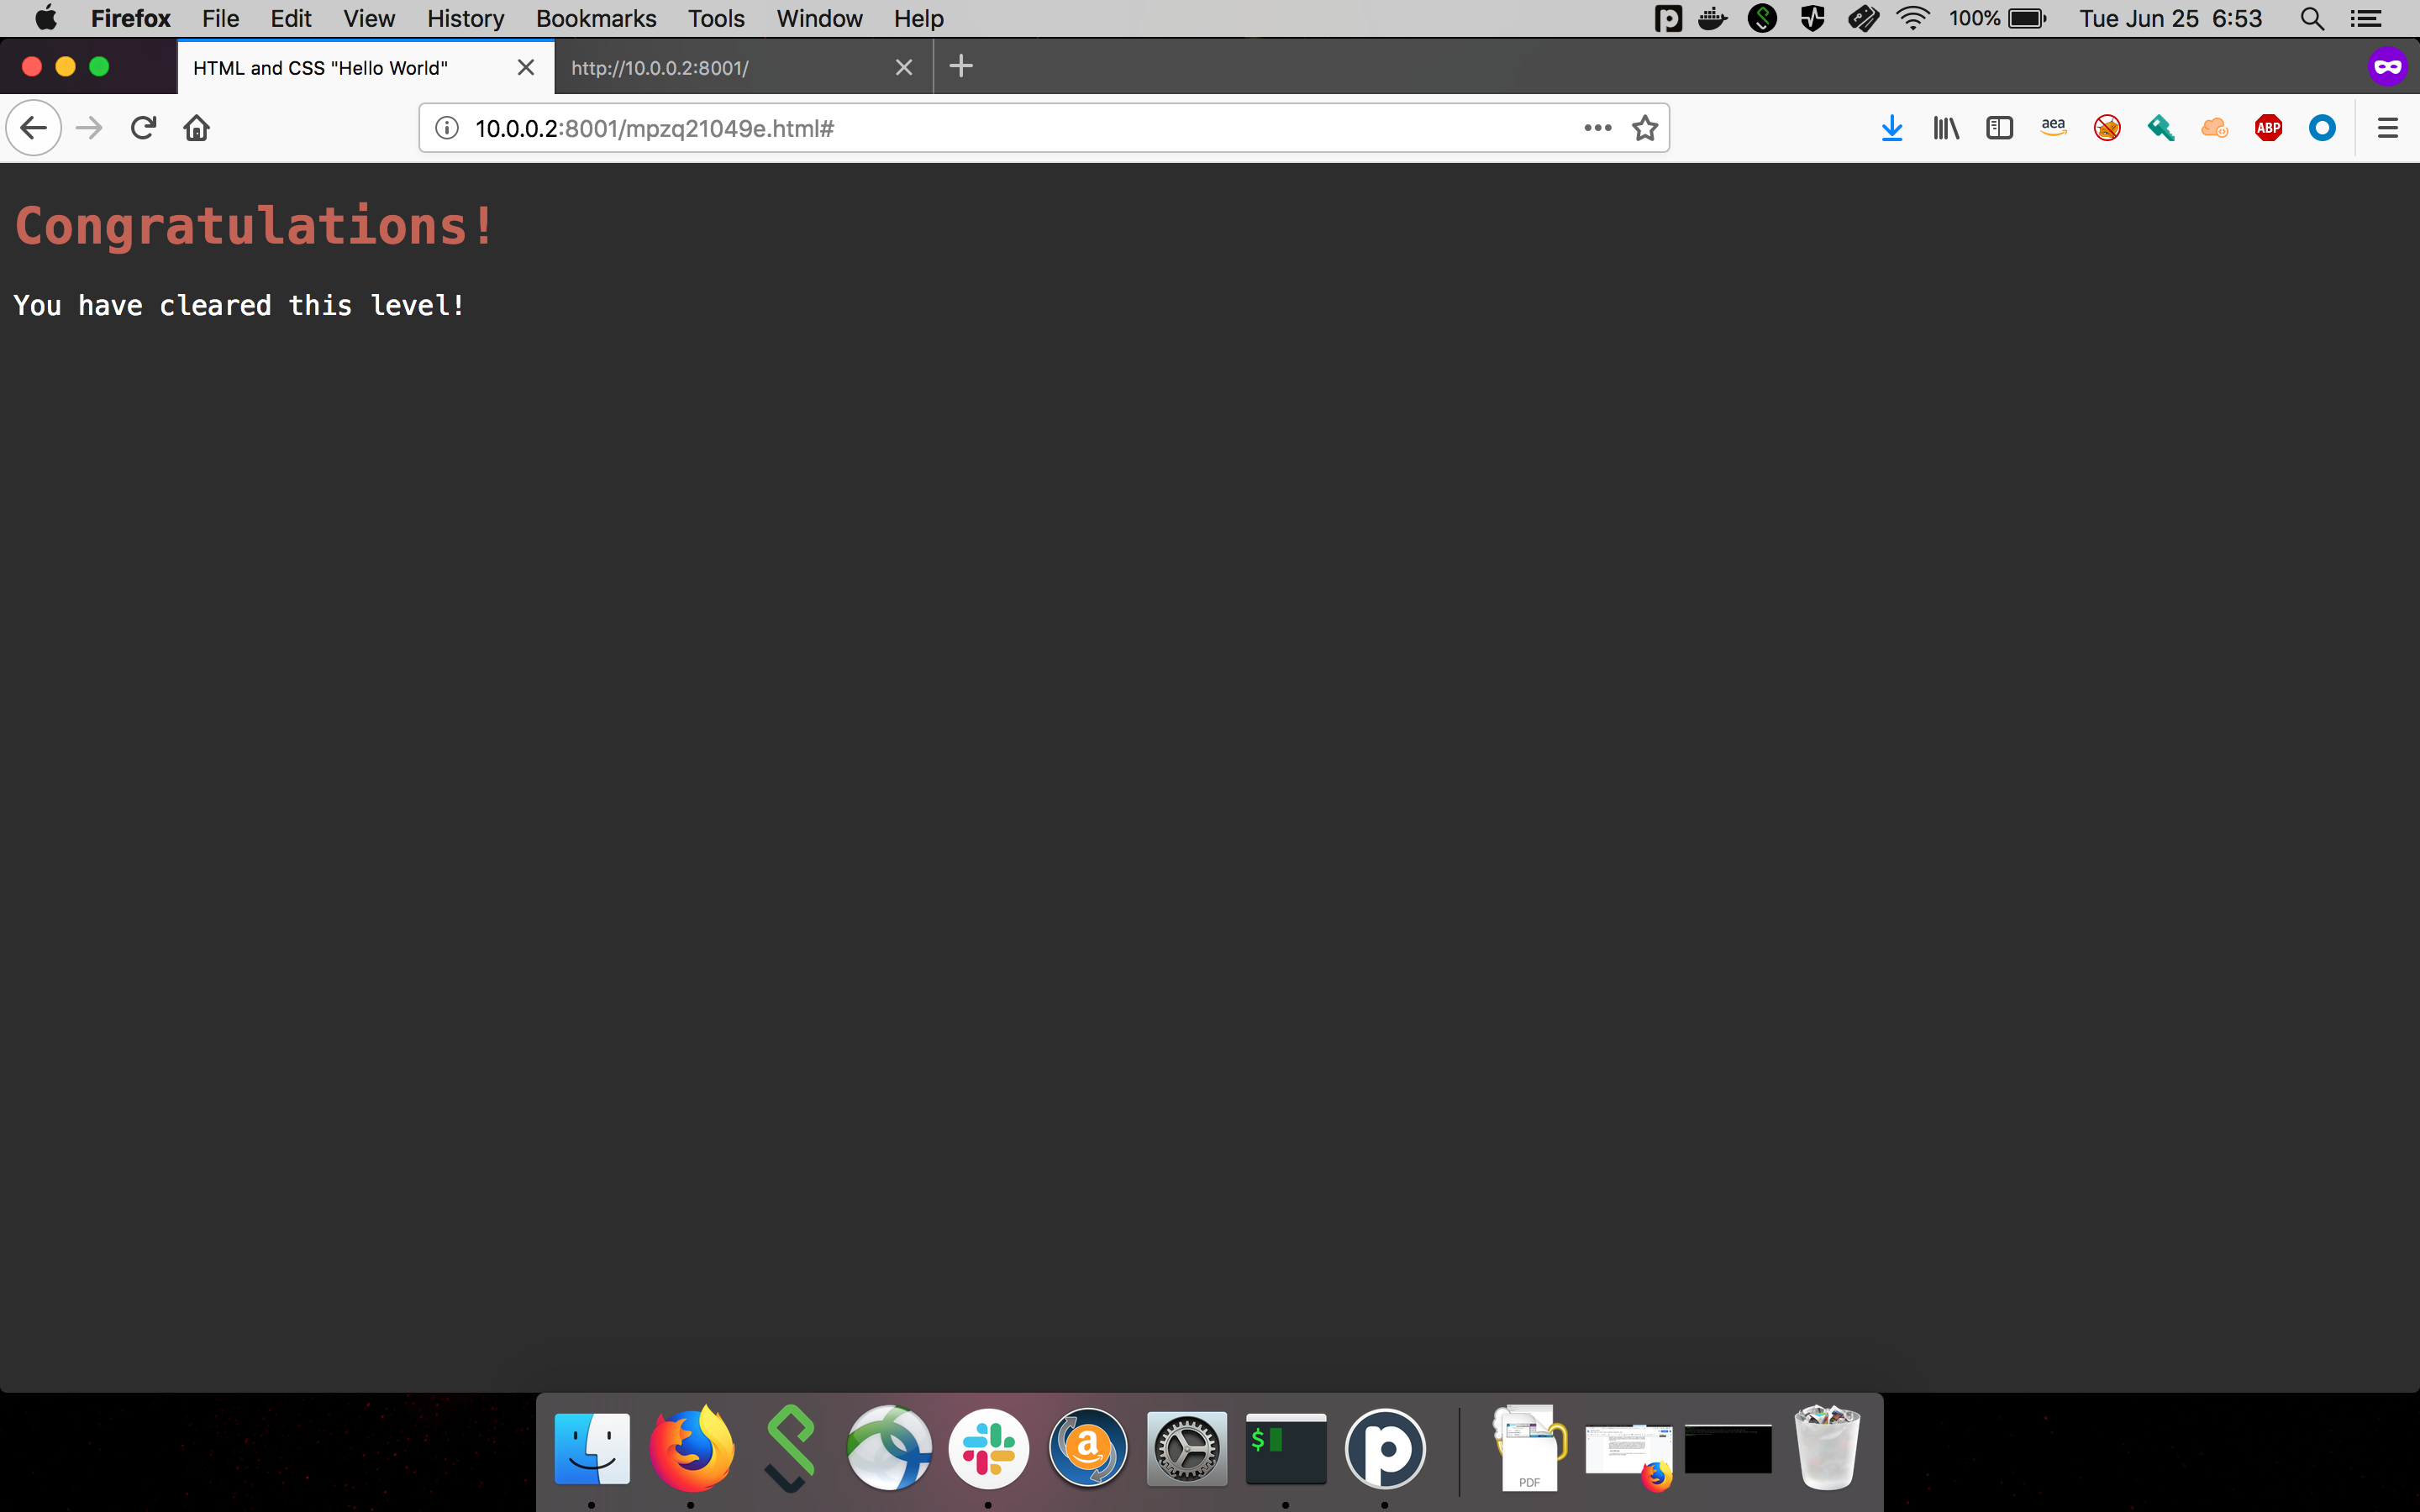 Firefox File Edit View History Bookmarks Tools Window Help 100% Tue Jun 25 6:53
HTML and CSS "Hello World" http://10.0.0.2:8001/
10.0.0.2:8001/mpzq21049e.html# aea ABP
Congratulations!
You have cleared this level!
$
PDF